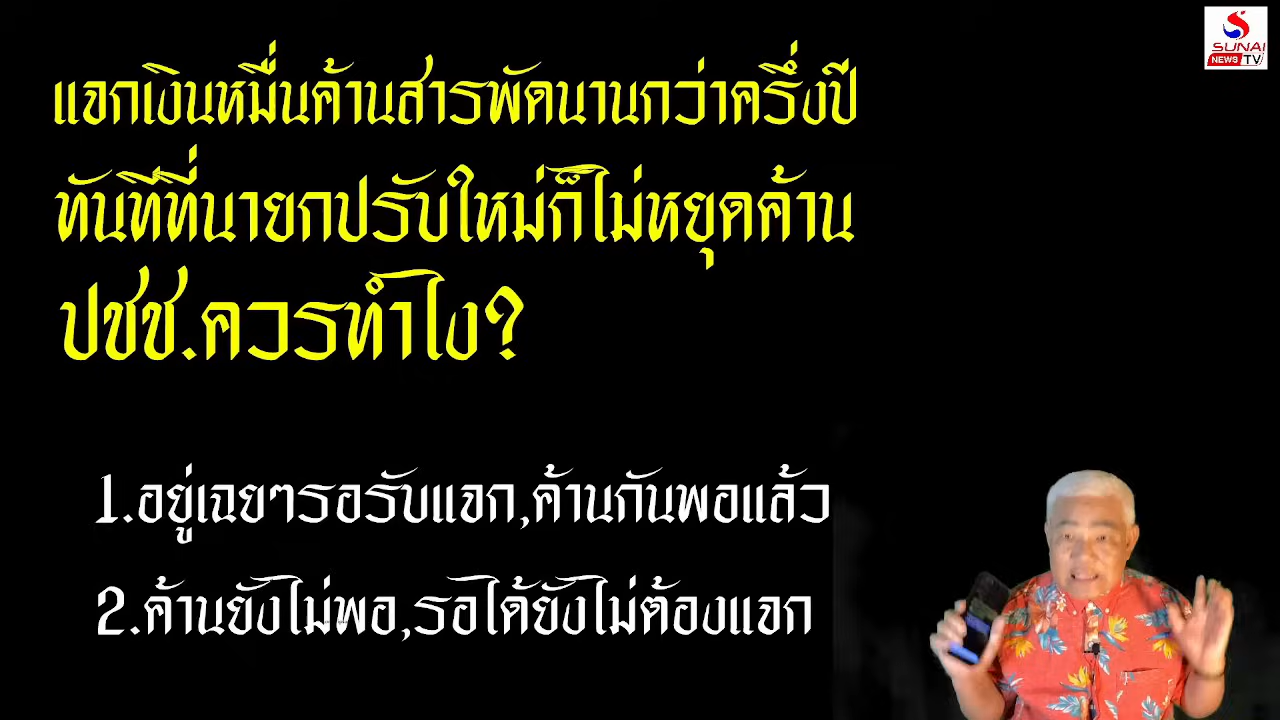 SUNAI
NEWS TV
แจกเงินหมื่นค้านสารพัดนานกว่าครึ่งปี
ทันทีที่นายกปรับใหม่ก็ไม่หยุดค้าน
ปชช.ควรทำไง?
1.อยู่เฉยๆรอรับแจก,ค้านกันพอแล้ว
2.ค้านยังไม่พอ,รอได้ยังไม่ต้องแจก